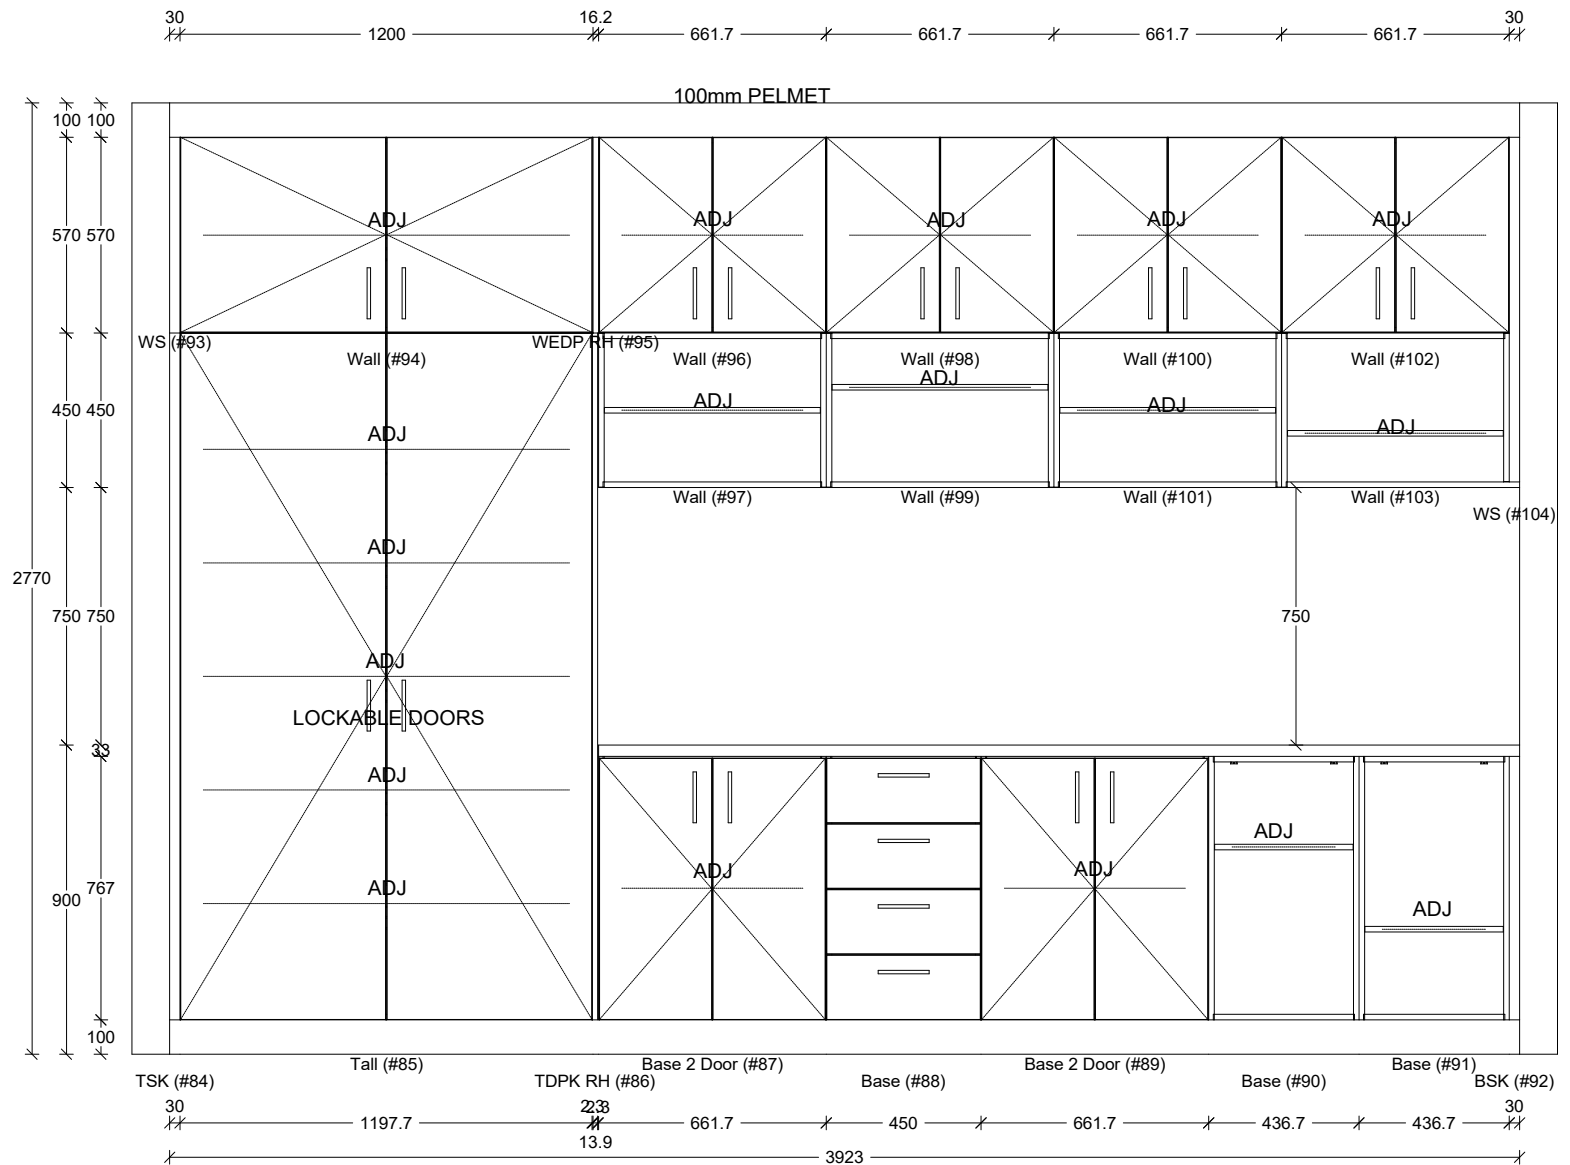 30 16.2 30
1200 661.7 661.7 661.7 661.7
100mm PELMET
100 100
ADJ ADJ ADJ ADJ ADJ
570 570
WS (#93) WEDP RH (#95)
Wall (#94) Wall (#96) Wall (#98) Wall (#100) Wall (#102)
ADJ
ADJ ADJ
450 450
ADJ ADJ
Wall (#97) Wall (#99) Wall (#101) Wall (#103)
WS (#104)
ADJ
2770
750 750 750
ADJ
LOCKABLE DOORS
33
ADJ
ADJ
ADJ ADJ
900 767
ADJ
ADJ
100
Tall (#85) Base 2 Door (#87) Base 2 Door (#89) Base (#91)
TSK (#84) TDPK RH (#86) Base (#88) Base (#90) BSK (#92)
30 2.3 2.3 30
1197.7 661.7 450 661.7 436.7 436.7
13.9
3923